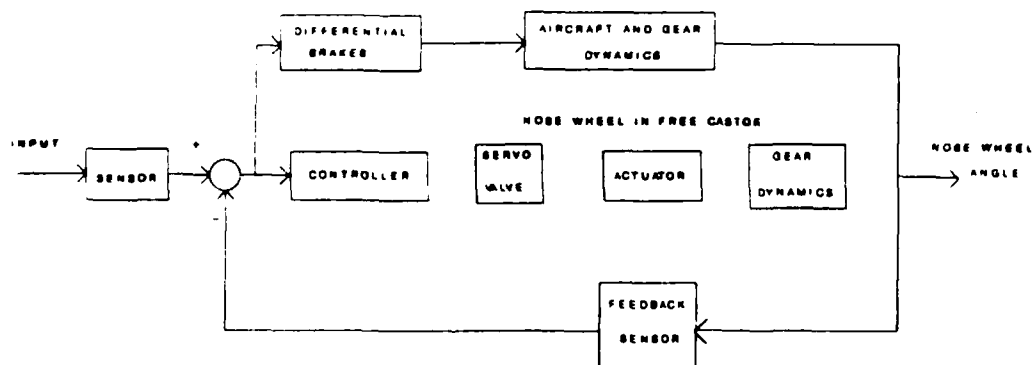 DIFFERENTIAL
BRAKES
AIRCRAFT AND GEAR
DYNAMICS
NOSE WHEEL IN FREE CASTOR
INPUT
+
SENSOR
CONTROLLER
SERVO
VALVE
ACTUATOR
GEAR
DYNAMICS
NOSE WHEEL
ANGLE
-
FEEDBACK
SENSOR